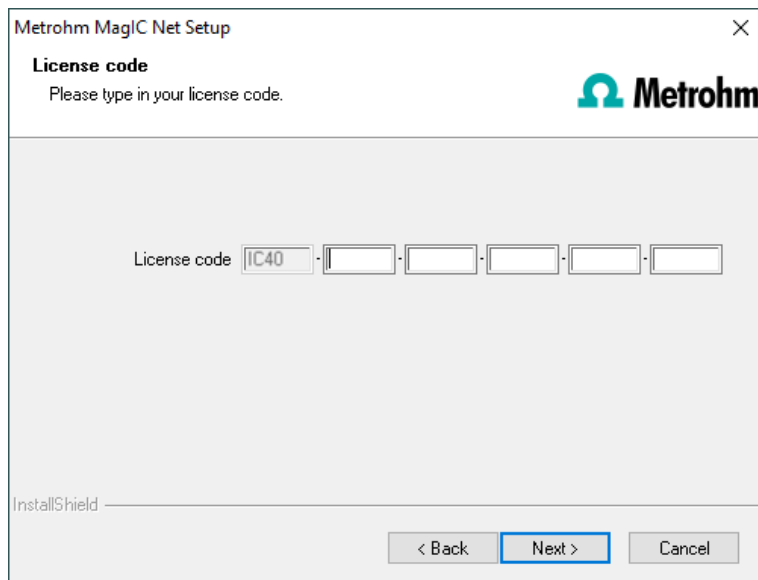 Metrohm MagIC Net Setup
License code
Please type in your license code.
Metrohm
License code IC40 - - - - -
InstallShield
< Back Next > Cancel